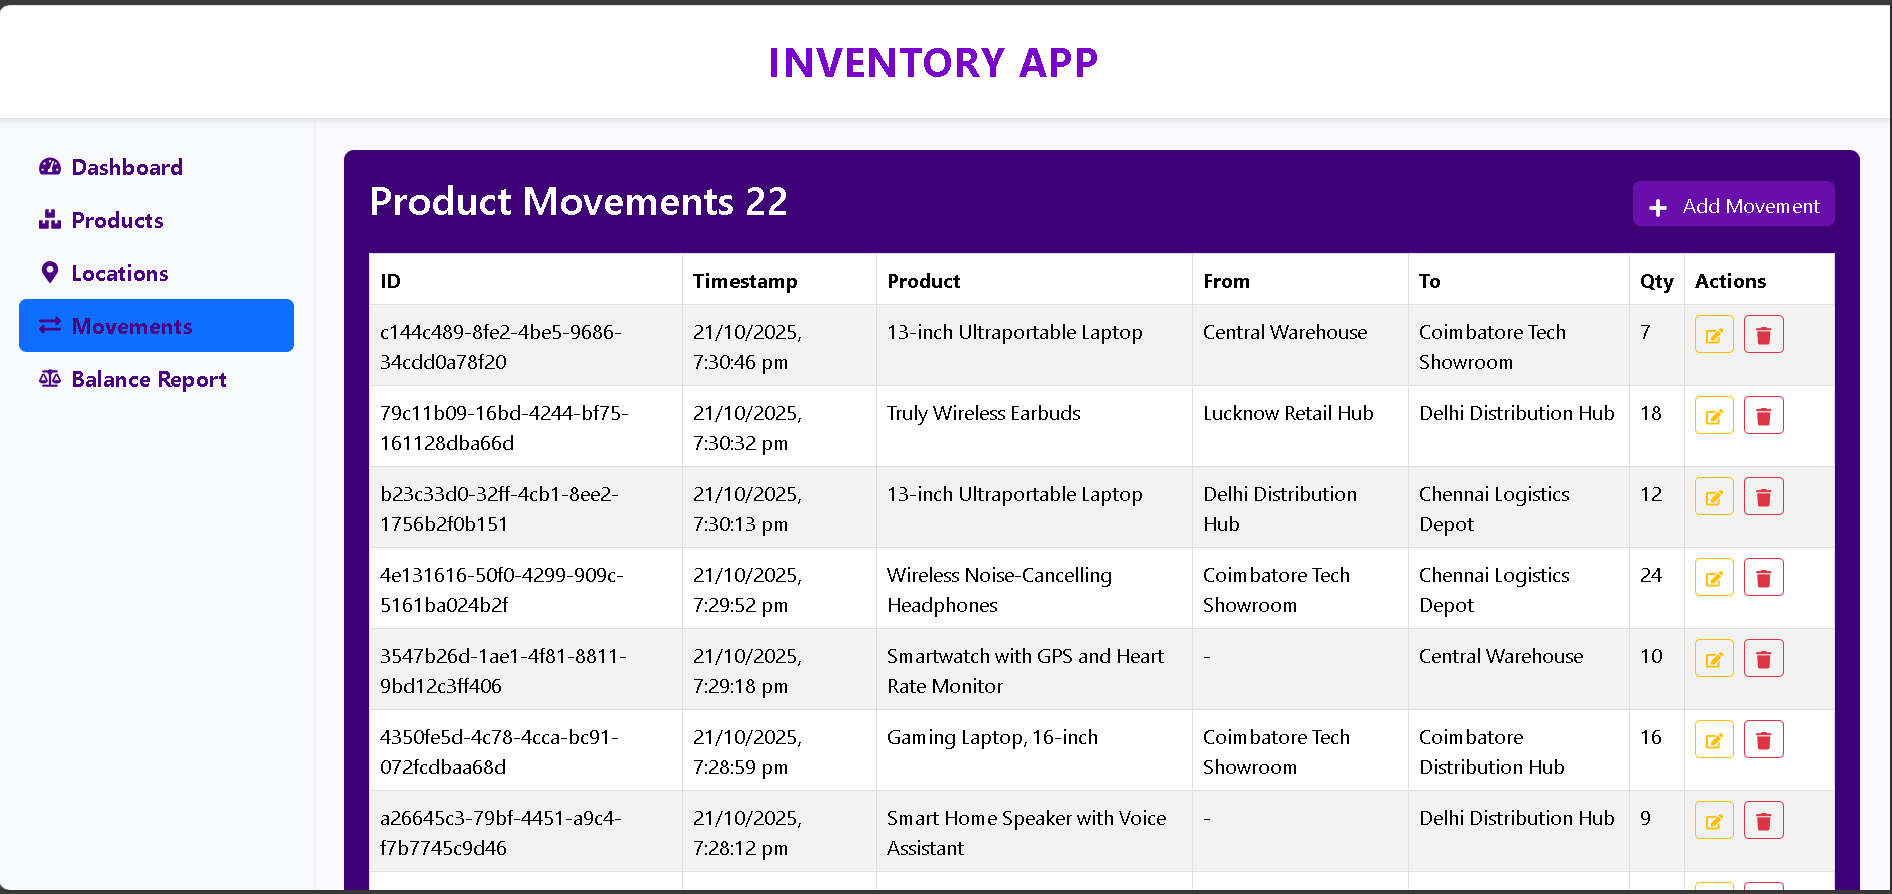 INVENTORY APP
Dashboard
Products
Locations
Movements
Balance Report
Product Movements 22
+ Add Movement
ID Timestamp Product From To Qty Actions
c144c489-8fe2-4be5-9686- 21/10/2025, 13-inch Ultraportable Laptop Central Warehouse Coimbatore Tech 7
34cdd0a78f20 7:30:46 pm Showroom
79c11b09-16bd-4244-bf75- 21/10/2025, Truly Wireless Earbuds Lucknow Retail Hub Delhi Distribution Hub 18
161128dba66d 7:30:32 pm
b23c33d0-32ff-4cb1-8ee2- 21/10/2025, 13-inch Ultraportable Laptop Delhi Distribution Chennai Logistics 12
1756b2f0b151 7:30:13 pm Hub Depot
4e131616-50f0-4299-909c- 21/10/2025, Wireless Noise-Cancelling Coimbatore Tech Chennai Logistics 24
5161ba024b2f 7:29:52 pm Headphones Showroom Depot
3547b26d-1ae1-4f81-8811- 21/10/2025, Smartwatch with GPS and Heart - Central Warehouse 10
9bd12c3ff406 7:29:18 pm Rate Monitor
4350fe5d-4c78-4cca-bc91- 21/10/2025, Gaming Laptop, 16-inch Coimbatore Tech Coimbatore 16
072fcdbaa68d 7:28:59 pm Showroom Distribution Hub
a26645c3-79bf-4451-a9c4- 21/10/2025, Smart Home Speaker with Voice - Delhi Distribution Hub 9
f7b7745c9d46 7:28:12 pm Assistant